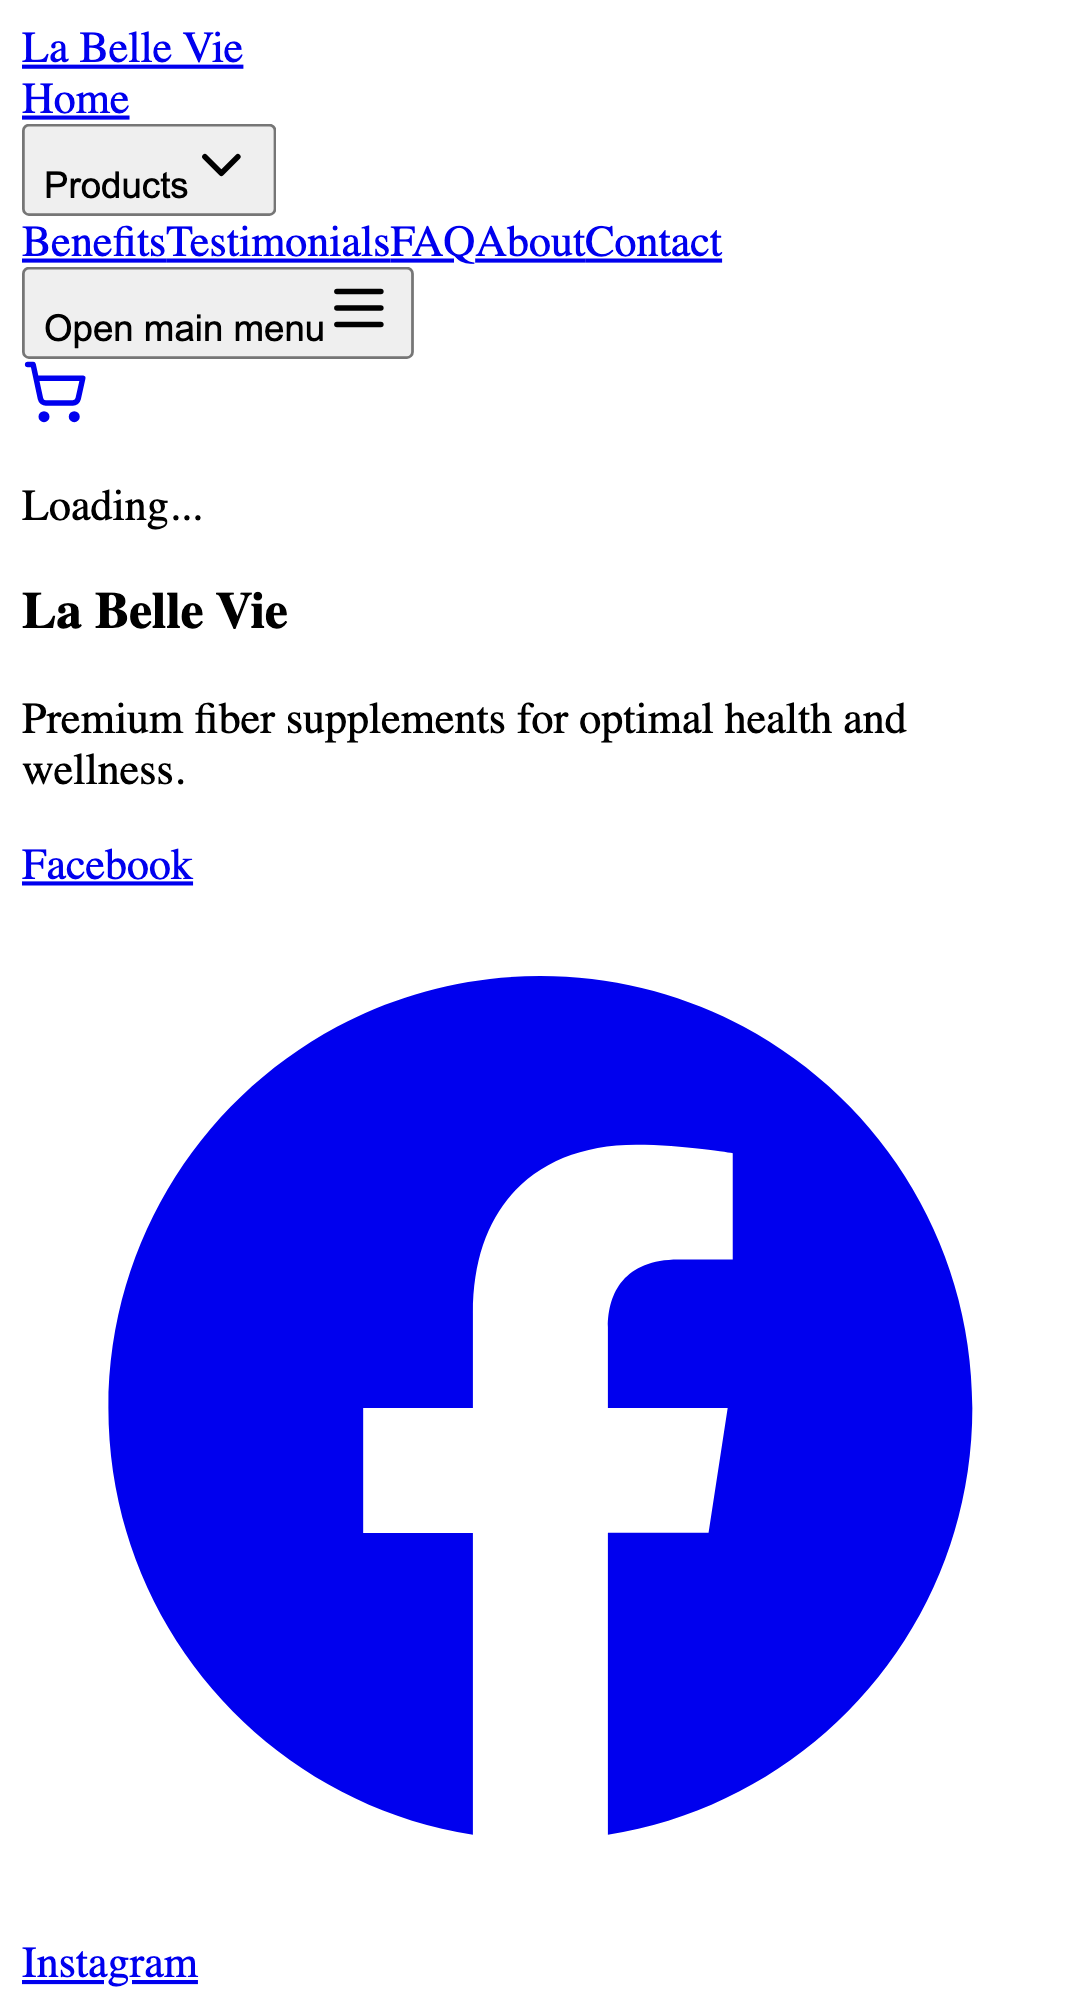 La Belle Vie
Home
Products
BenefitsTestimonialsFAQAboutContact
Open main menu
Loading...
La Belle Vie
Premium fiber supplements for optimal health and
wellness.
Facebook
Instagram